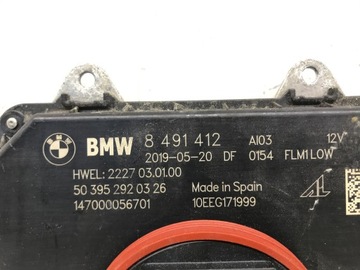 BMW 8 491 412 AI03 12V
2019-05-20 DF 0154 FLM1LOW
HWEL: 2227 03.01.00
50 395 292 03 26 Made in Spain
147000056701 10EEG171999